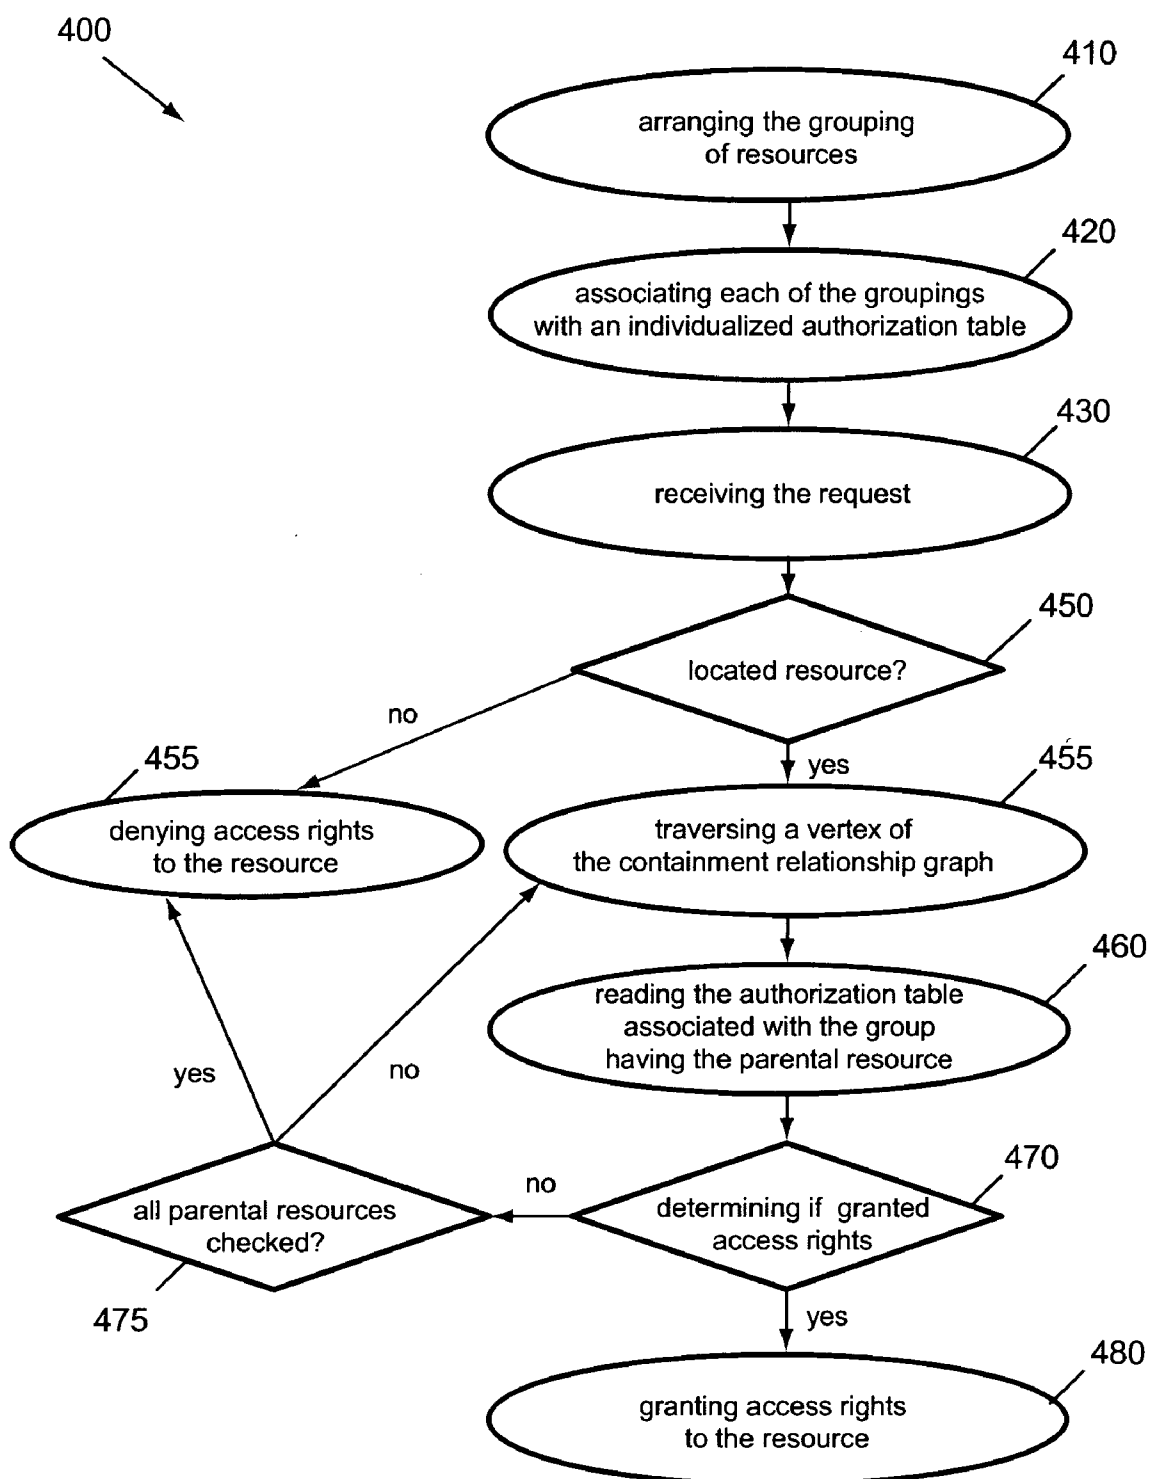 400
410
arranging the grouping
of resources
420
associating each of the groupings
with an individualized authorization table
430
receiving the request
450
located resource?
no
yes
455
denying access rights
to the resource
455
traversing a vertex of
the containment relationship graph
460
reading the authorization table
associated with the group
having the parental resource
yes
no
470
determining if granted
access rights
no
all parental resources
checked?
475
yes
480
granting access rights
to the resource